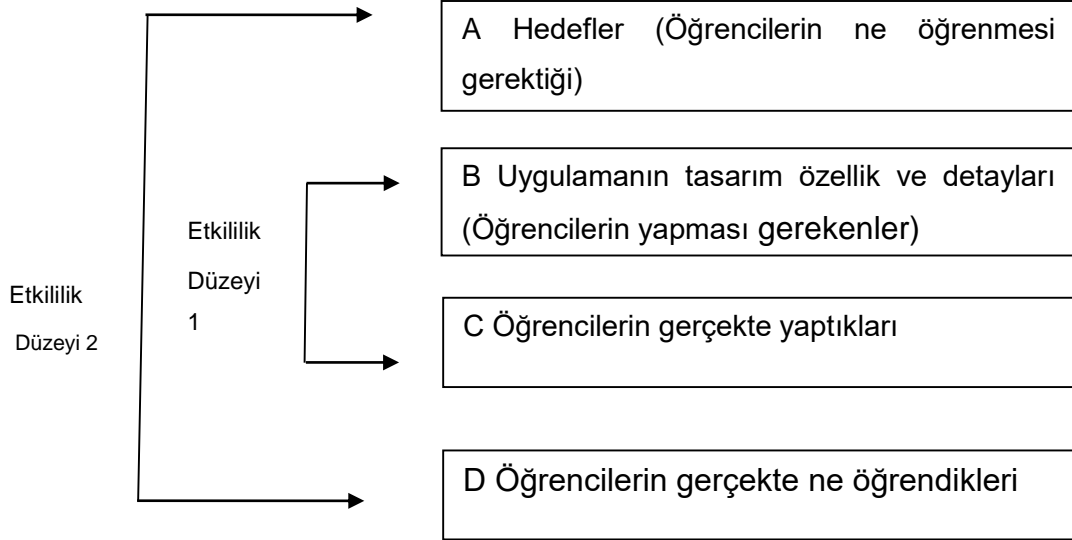 A Hedefler (Öğrencilerin ne öğrenmesi
gerektiği)
B Uygulamanın tasarım özellik ve detayları
(Öğrencilerin yapması gerekenler)
Etkililik
Düzeyi
1
Etkililik
Düzeyi 2
C Öğrencilerin gerçekte yaptıkları
D Öğrencilerin gerçekte ne öğrendikleri